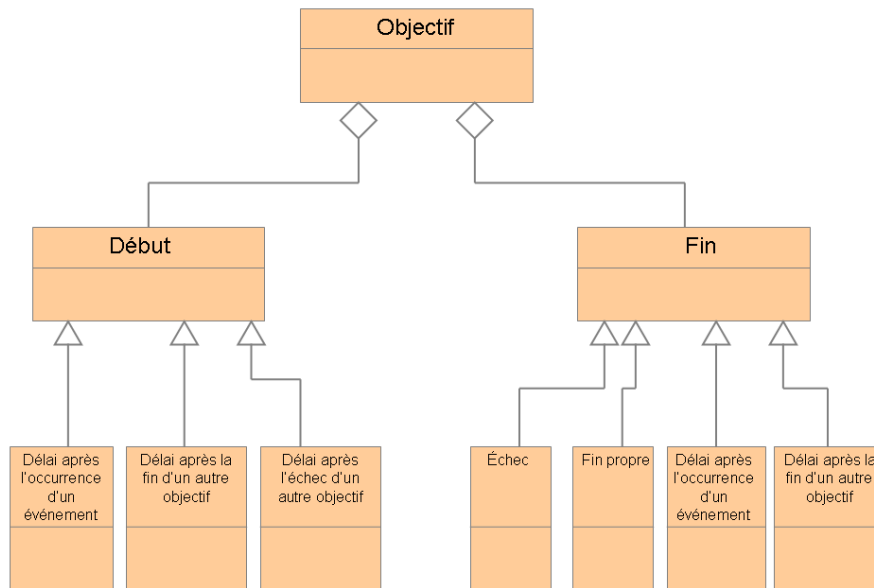 Objectif
Début
Fin
Délai après
l'occurrence
d'un
événement
Délai après la
fin d'un autre
objectif
Délai après
l'échec d'un
autre objectif
Échec
Fin propre
Délai après
l'occurrence
d'un
événement
Délai après la
fin d'un autre
objectif